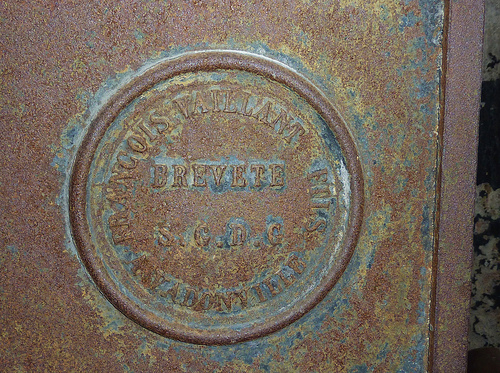 FRANÇOIS VAILLANT FILS
BREVETE
S.G.D.G